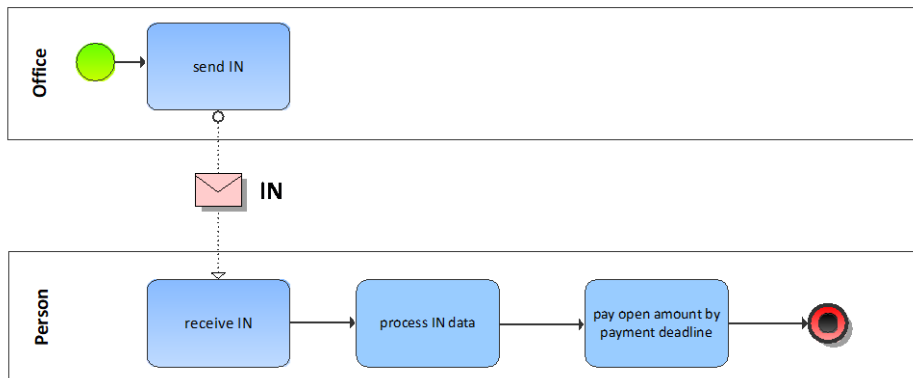 Office
send IN
IN
Person
receive IN
process IN data
pay open amount by
payment deadline